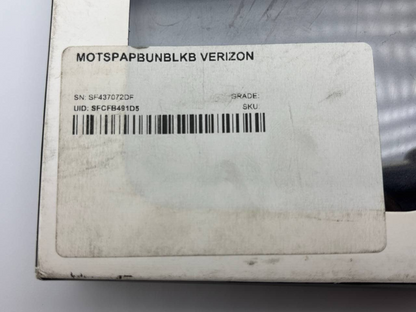 MOTSPAPBUNBLKB VERIZON
SN: SF437072DF GRADE:
UID: SFCFB491D5 SKU